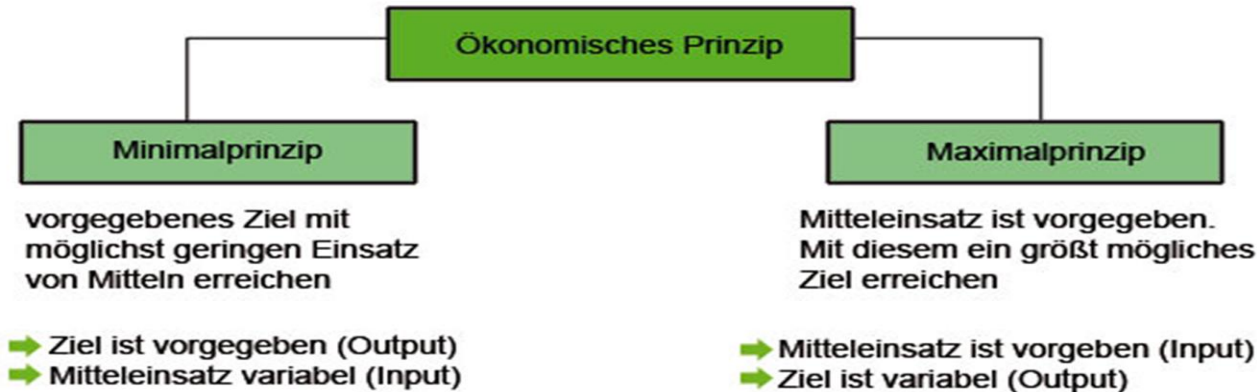 Ökonomisches Prinzip
Minimalprinzip
vorgegebenes Ziel mit
möglichst geringen Einsatz
von Mitteln erreichen
Ziel ist vorgegeben (Output)
Mitteleinsatz variabel (Input)
Maximalprinzip
Mitteleinsatz ist vorgegeben.
Mit diesem ein größt mögliches
Ziel erreichen
Mitteleinsatz ist vorgeben (Input)
Ziel ist variabel (Output)